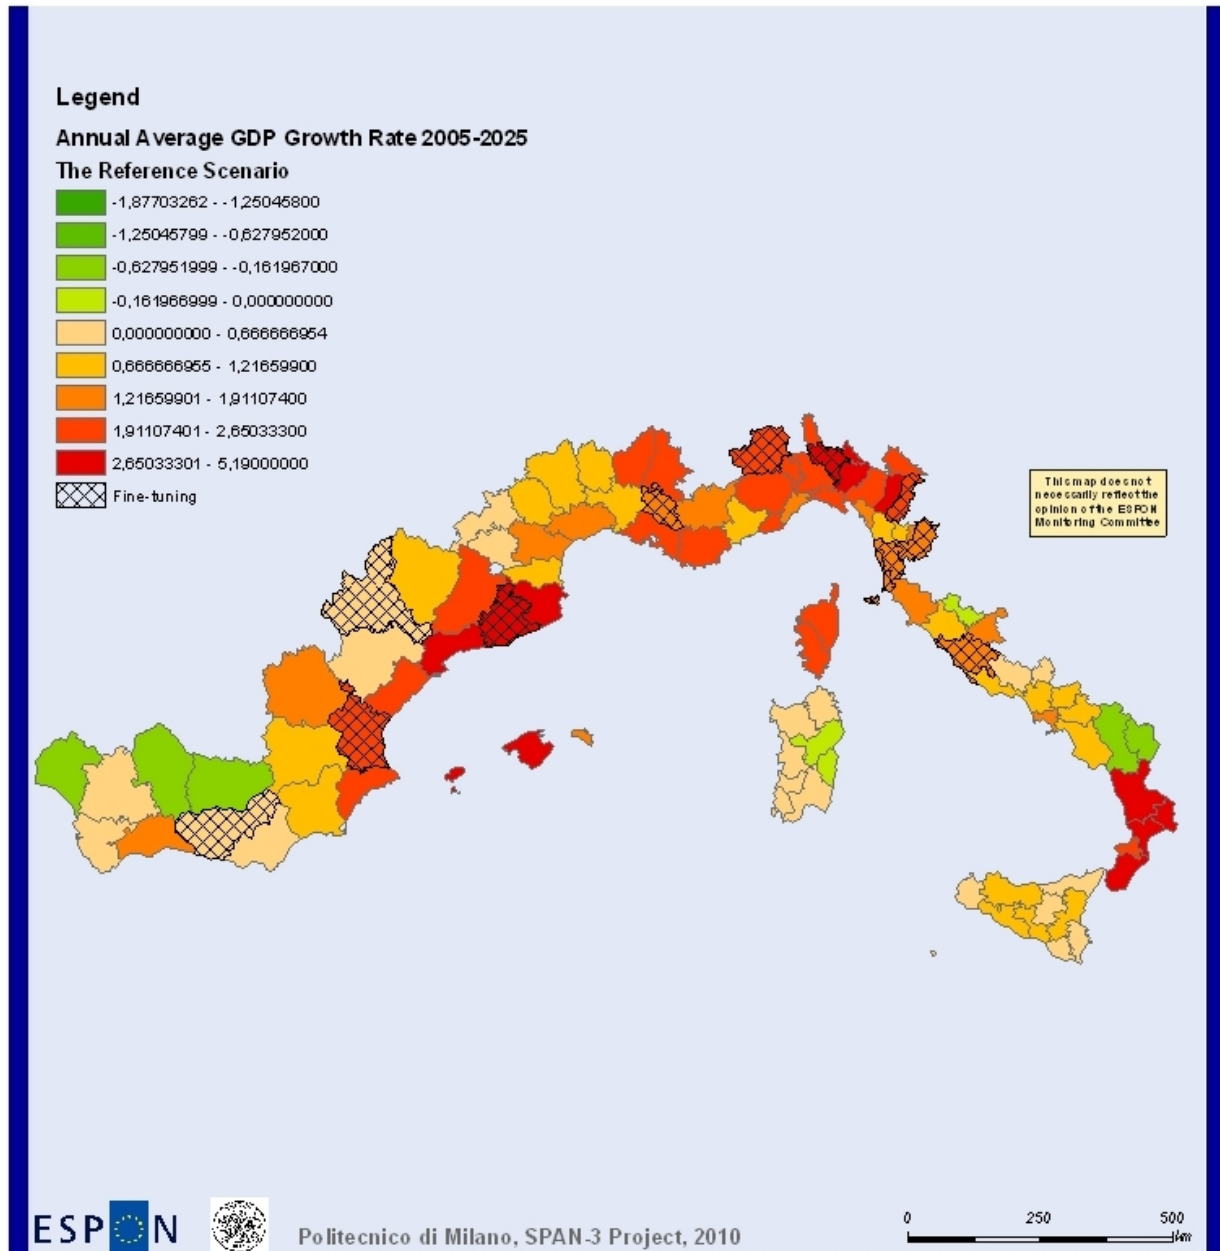 Legend
Annual Average GDP Growth Rate 2005-2025
The Reference Scenario
-1,87703262 - -1,25045800
-1,25045799 - -0,627952000
-0,627951999 - -0,161967000
-0,161966999 - 0,000000000
0,000000000 - 0,666666954
0,666666955 - 1,21659900
1,21659901 - 1,91107400
1,91107401 - 2,65033300
2,65033301 - 5,19000000
Fine-tuning
This map does not
necessarily reflect the
opinion of the ESPON
Monitoring Committee
ESPON
Politecnico di Milano, SPAN-3 Project, 2010
0 250 500
km